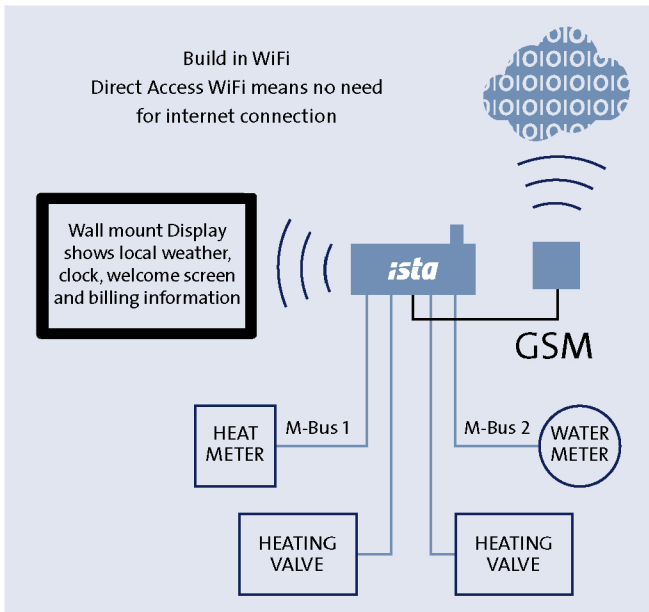 Build in WiFi
Direct Access WiFi means no need
for internet connection
Wall mount Display
shows local weather,
clock, welcome screen
and billing information
ista
GSM
HEAT
METER
M-Bus 1
M-Bus 2
WATER
METER
HEATING
VALVE
HEATING
VALVE